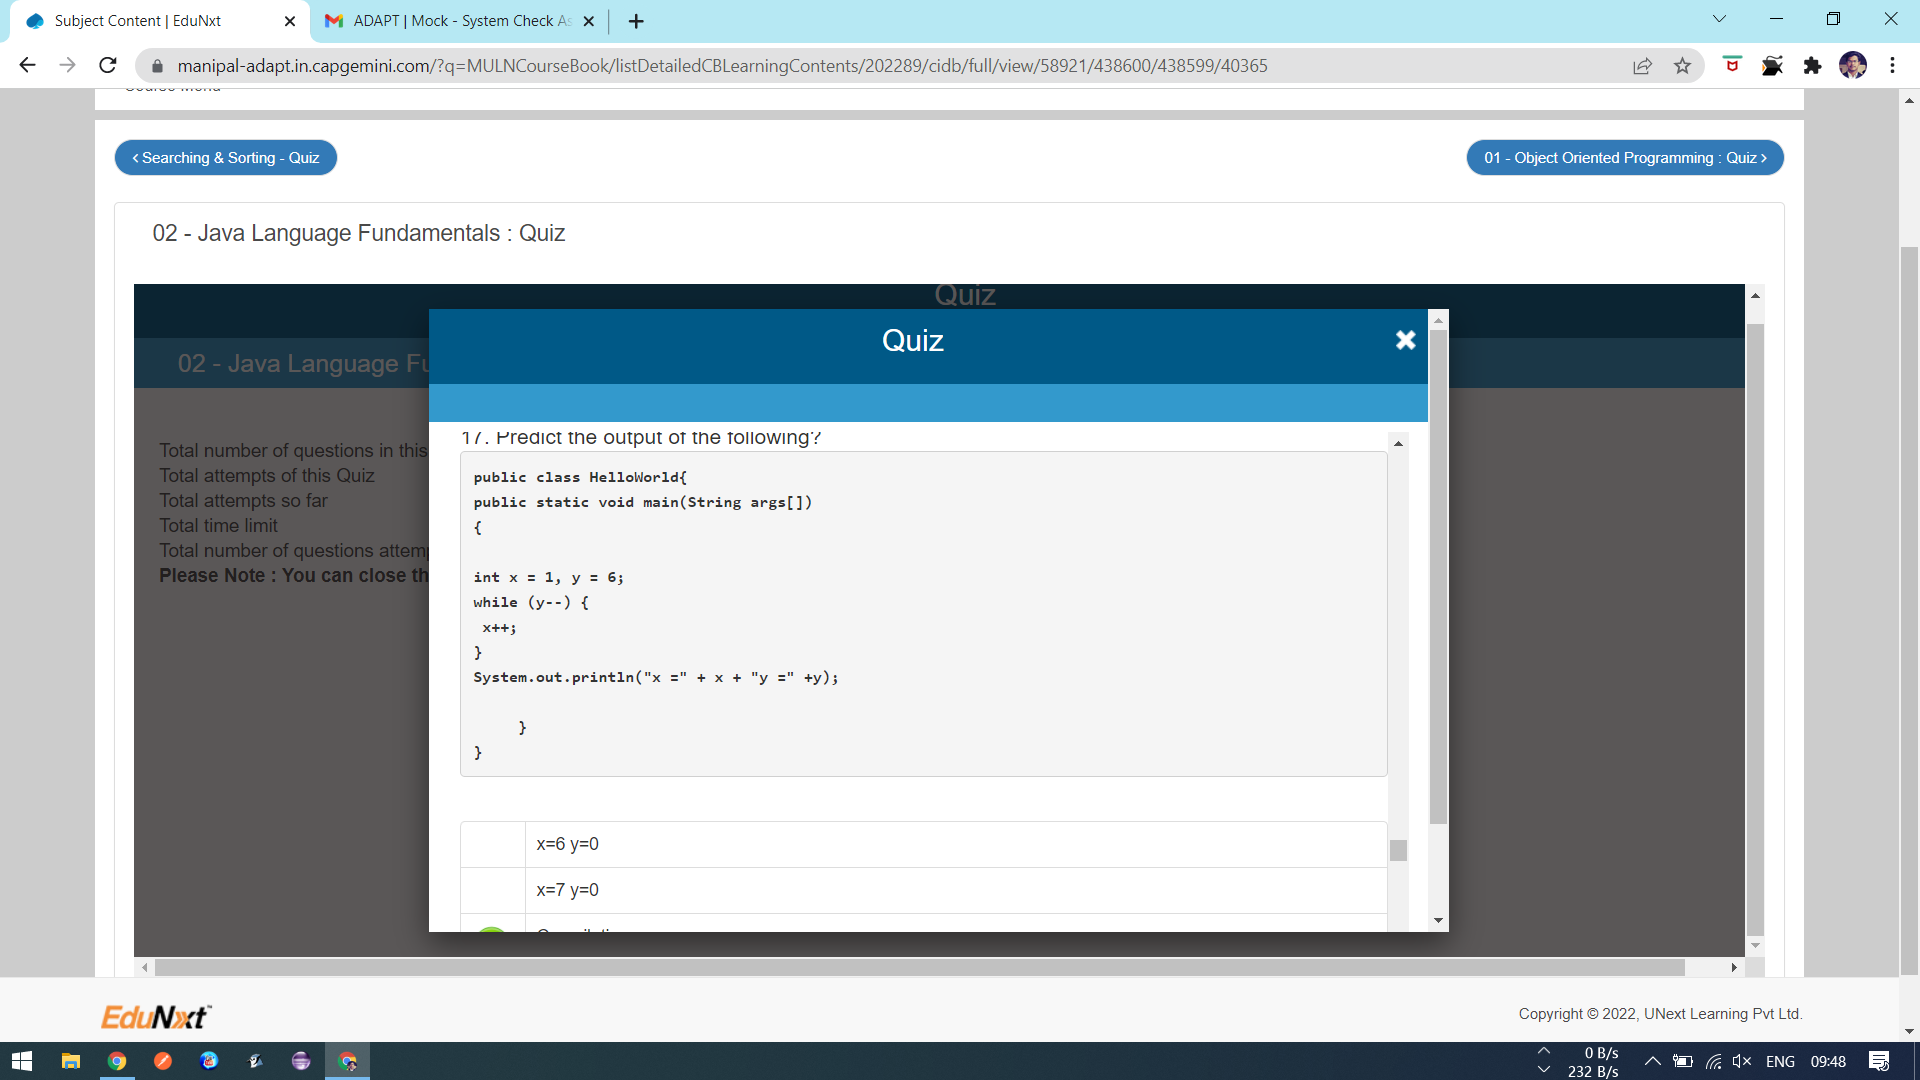 Subject Content | EduNxt
ADAPT | Mock - System Check As
manipal-adapt.in.capgemini.com/?q=MULNCourseBook/listDetailedCBLearningContents/202289/cidb/full/view/58921/438600/438599/40365
Course Menu
Searching & Sorting - Quiz
01 - Object Oriented Programming : Quiz
02 - Java Language Fundamentals : Quiz
Quiz
02 - Java Language Fu
Quiz
Total number of questions in this
Total attempts of this Quiz
Total attempts so far
Total time limit
Total number of questions attemp
Please Note : You can close th
17. Predict the output of the following?
public class HelloWorld{
public static void main(String args[])
{
int x = 1, y = 6;
while (y--) {
x++;
}
System.out.println("x =" + x + "y =" +y);
}
}
x=6 y=0
x=7 y=0
EduNxt™
Copyright © 2022, UNext Learning Pvt Ltd.
0 B/s
232 B/s
ENG
09:48